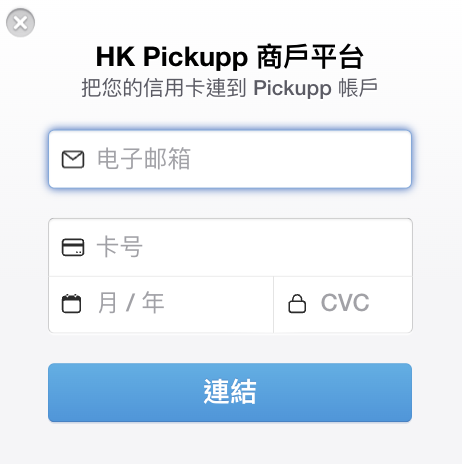 HK Pickupp 商戶平台
把您的信用卡連到 Pickupp 帳戶
电子邮箱
卡号
月 / 年
CVC
連結